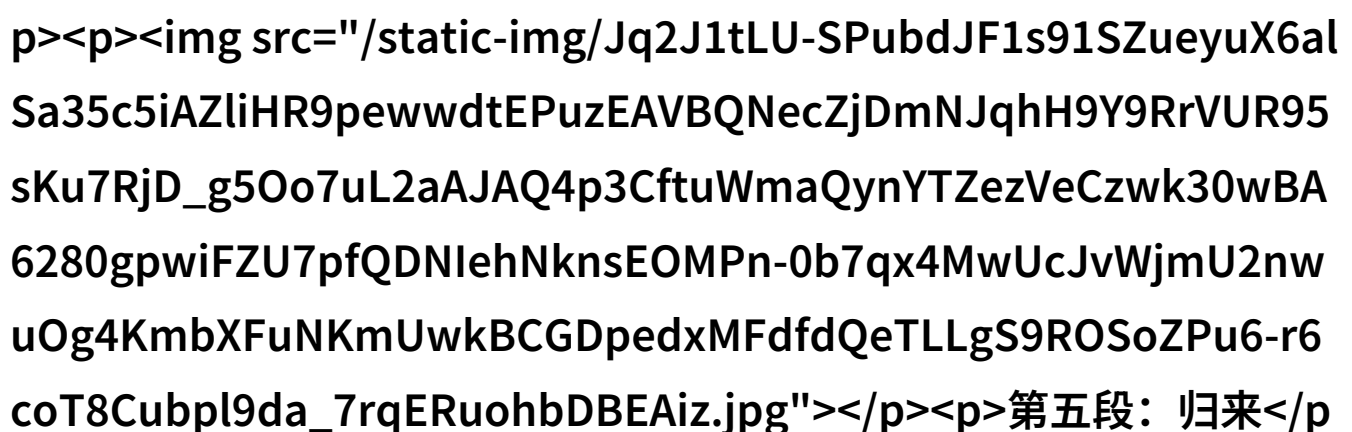 p><p><img src="/static-img/Jq2J1tLU-SPubdJF1s91SZueyuX6al
Sa35c5iAZliHR9pewwdtEPuzEAVBQNecZjDmNJqhH9Y9RrVUR95
sKu7RjD_g5Oo7uL2aAJAQ4p3CftuWmaQynYTZezVeCzwk30wBA
6280gpwiFZU7pfQDNIehNknsEOMPn-0b7qx4MwUcJvWjmU2nw
uOg4KmbXFuNKmUwkBCGDpedxMFdfdQeTLLgS9ROSoZPu6-r6
coT8Cubpl9da_7rqERuohbDBEAiz.jpg"></p><p>第五段：归来</p